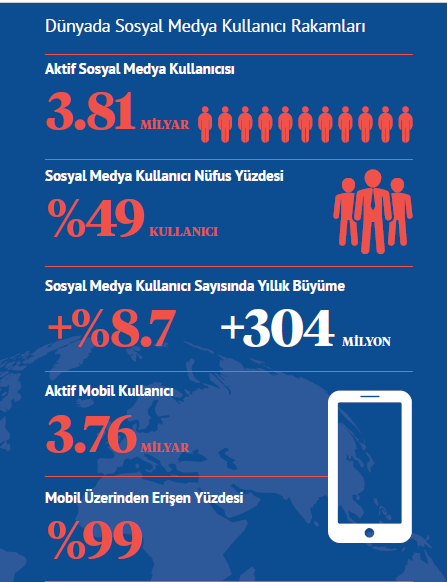 Dünyada Sosyal Medya Kullanıcı Rakamları
Aktif Sosyal Medya Kullanıcısı
3.81 MİLYAR
Sosyal Medya Kullanıcı Nüfus Yüzdesi
%49 KULLANICI
Sosyal Medya Kullanıcı Sayısında Yıllık Büyüme
+%8.7 +304 MİLYON
Aktif Mobil Kullanıcı
3.76 MİLYAR
Mobil Üzerinden Erişen Yüzdesi
%99